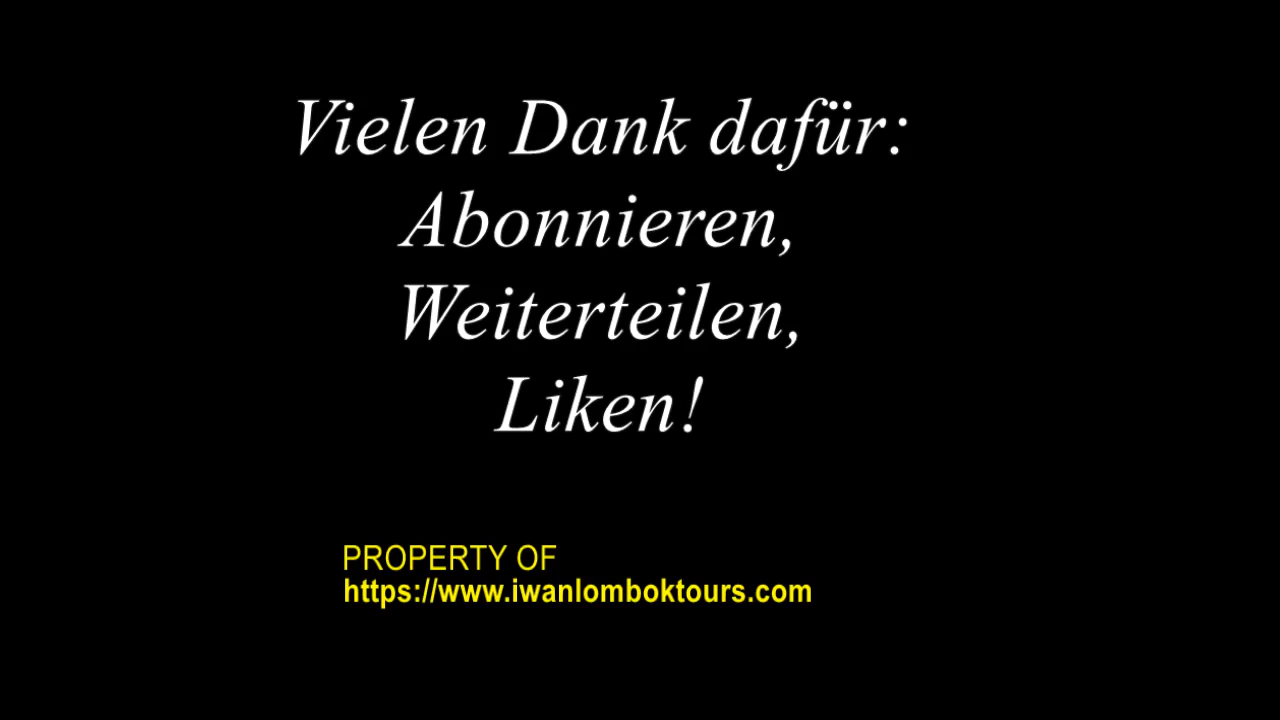 Vielen Dank dafür:
Abonnieren,
Weiterteilen,
Liken!
PROPERTY OF
https://www.iwanlomboktours.com